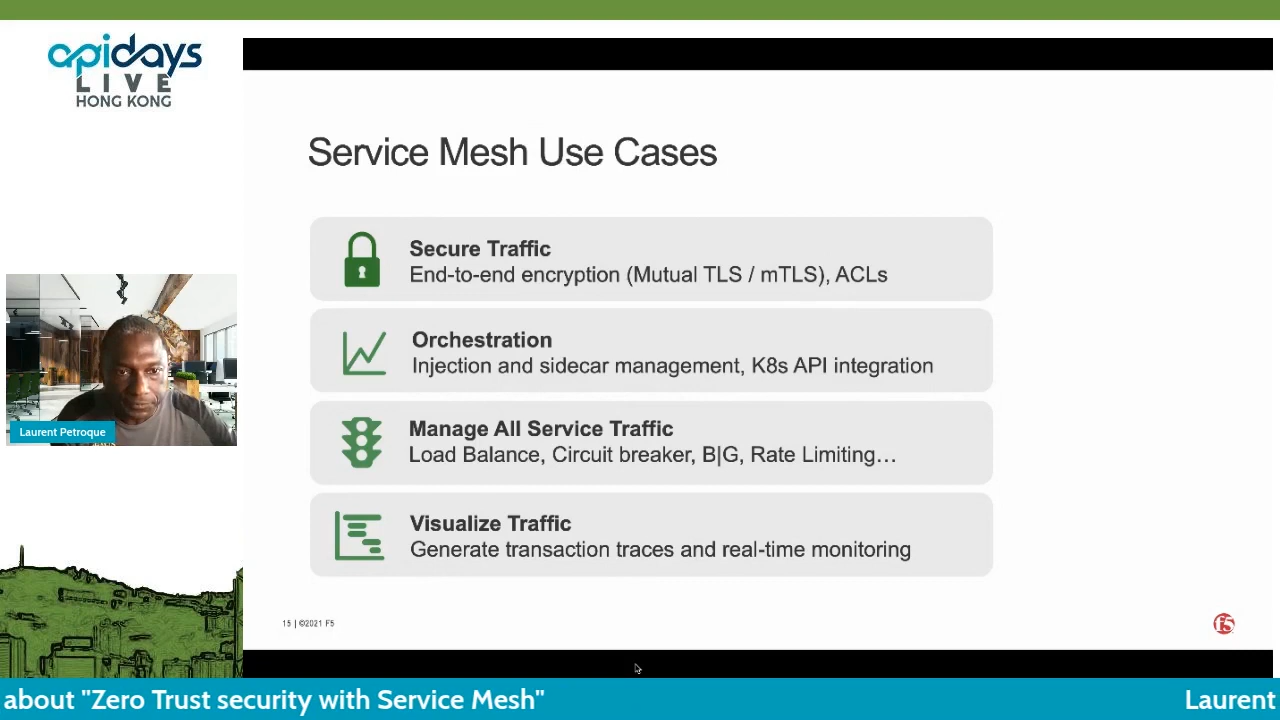 apidays
LIVE
HONG KONG
Service Mesh Use Cases
Secure Traffic
End-to-end encryption (Mutual TLS / mTLS), ACLs
Orchestration
Injection and sidecar management, K8s API integration
Manage All Service Traffic
Load Balance, Circuit breaker, B|G, Rate Limiting…
Visualize Traffic
Generate transaction traces and real-time monitoring
Laurent Petroque
15 | ©2021 F5
f5
about "Zero Trust security with Service Mesh"
Laurent